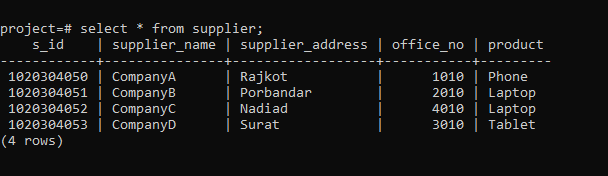 project=# select * from supplier;
    s_id    | supplier_name | supplier_address | office_no | product
------------+---------------+------------------+-----------+---------
 1020304050 | CompanyA      | Rajkot           |      1010 | Phone
 1020304051 | CompanyB      | Porbandar        |      2010 | Laptop
 1020304052 | CompanyC      | Nadiad           |      4010 | Laptop
 1020304053 | CompanyD      | Surat            |      3010 | Tablet
(4 rows)